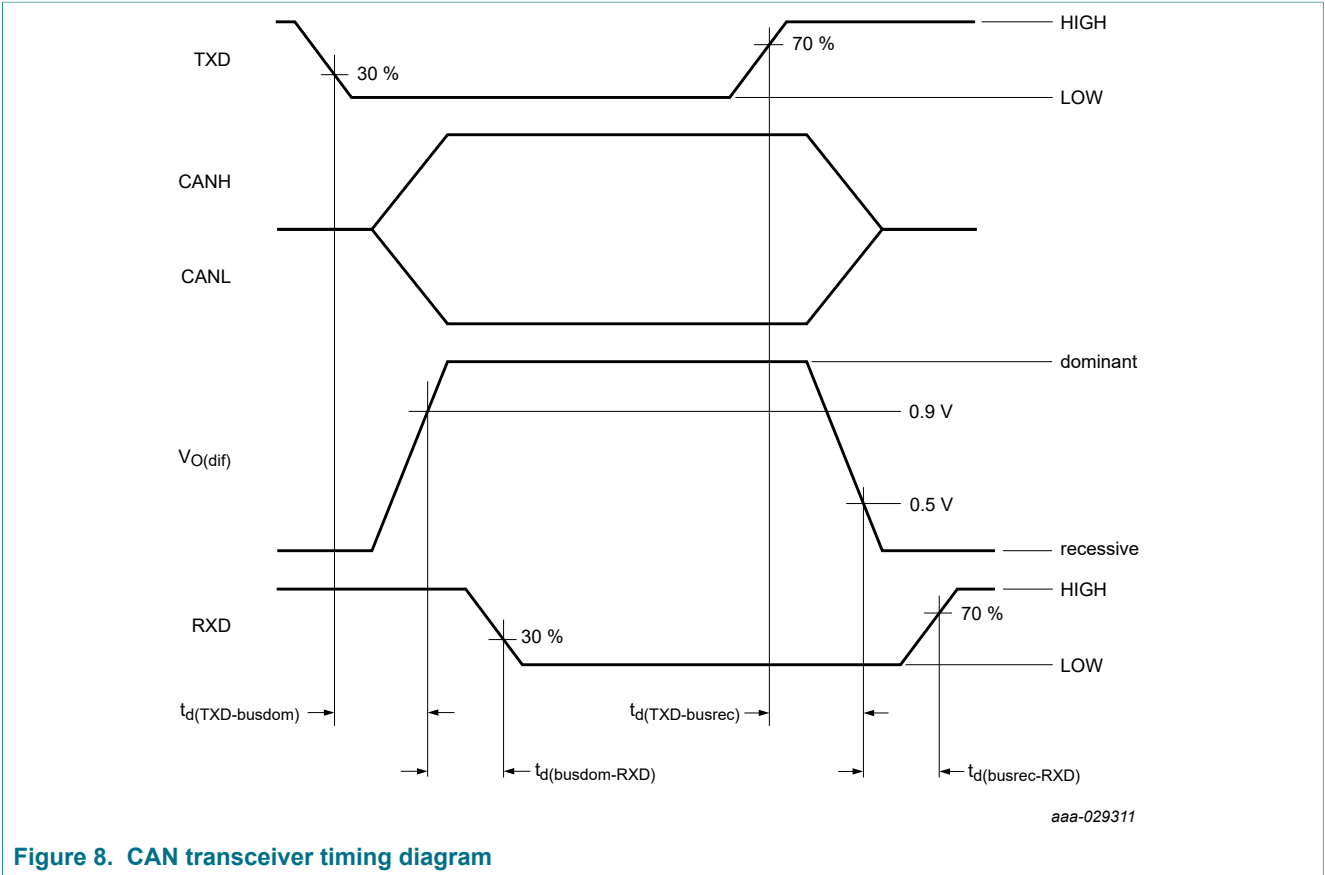 HIGH
TXD
70 %
30 %
LOW
CANH
CANL
dominant
0.9 V
VO(dif)
0.5 V
recessive
HIGH
RXD
70 %
30 %
LOW
td(TXD-busdom)
td(TXD-busrec)
td(busdom-RXD)
td(busrec-RXD)
aaa-029311
Figure 8. CAN transceiver timing diagram